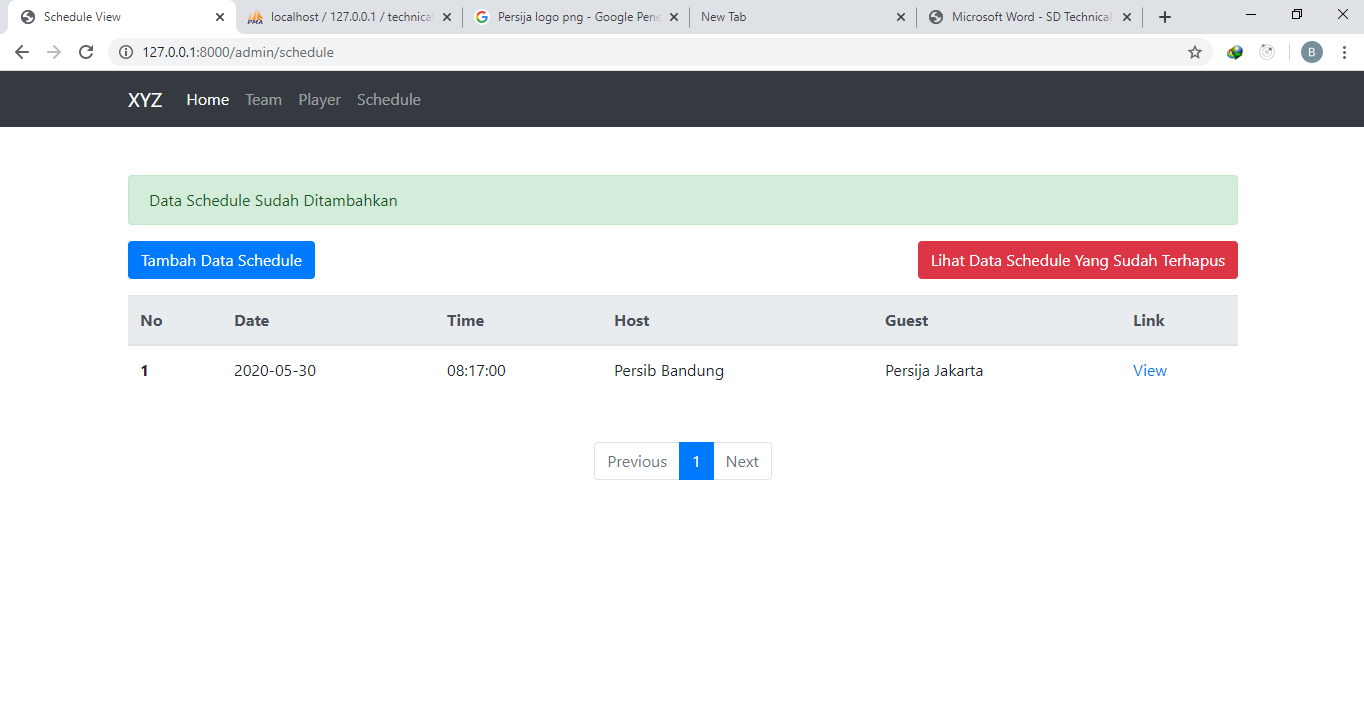 Schedule View
localhost / 127.0.0.1 / technical
Persija logo png - Google Pene
New Tab
Microsoft Word - SD Technical
127.0.0.1:8000/admin/schedule
B
XYZ Home Team Player Schedule
Data Schedule Sudah Ditambahkan
Tambah Data Schedule Lihat Data Schedule Yang Sudah Terhapus
No Date Time Host Guest Link
1 2020-05-30 08:17:00 Persib Bandung Persija Jakarta View
Previous 1 Next